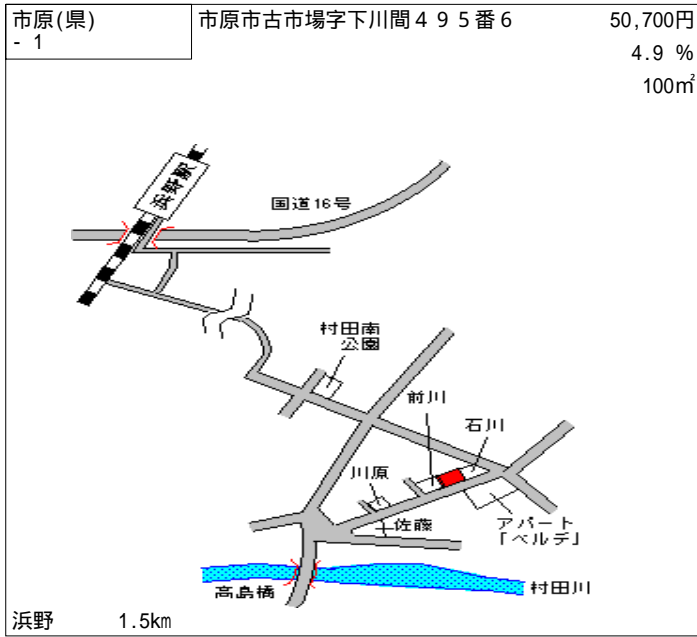 市原(県)
- 1
市原市古市場字下川間４９５番６
50,700円
4.9 %
100㎡
浜野駅
国道16号
村田南
公園
前川
石川
川原
佐藤
アパート
「ベルデ」
高島橋
村田川
浜野 1.5km